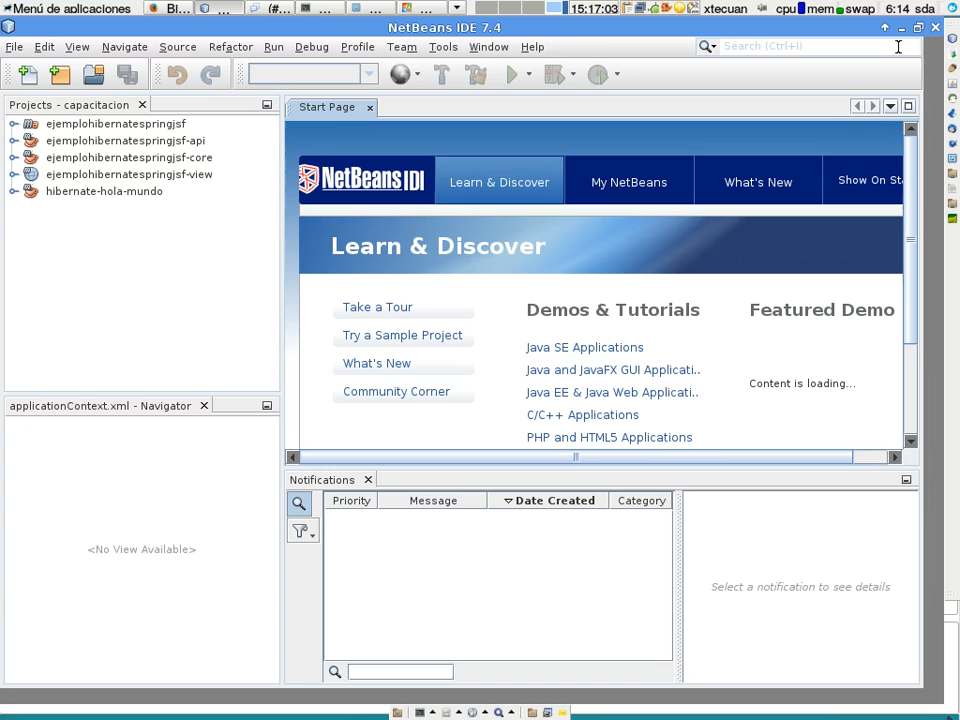 Menú de aplicaciones
Bi...
...
(#...
...
...
...
15:17:03
xtecuan
cpu mem swap
6:14 sda
NetBeans IDE 7.4
File Edit View Navigate Source Refactor Run Debug Profile Team Tools Window Help
Search (Ctrl+I)
Projects - capacitacion
Start Page
ejemplohibernatespringjsf
ejemplohibernatespringjsf-api
ejemplohibernatespringjsf-core
ejemplohibernatespringjsf-view
hibernate-hola-mundo
NetBeans IDE
Learn & Discover
My NetBeans
What's New
Show On Sta
Learn & Discover
Take a Tour
Try a Sample Project
What's New
Community Corner
Demos & Tutorials
Java SE Applications
Java and JavaFX GUI Applicati..
Java EE & Java Web Applicati..
C/C++ Applications
PHP and HTML5 Applications
Featured Demo
Content is loading...
applicationContext.xml - Navigator
<No View Available>
Notifications
Priority Message Date Created Category
Select a notification to see details